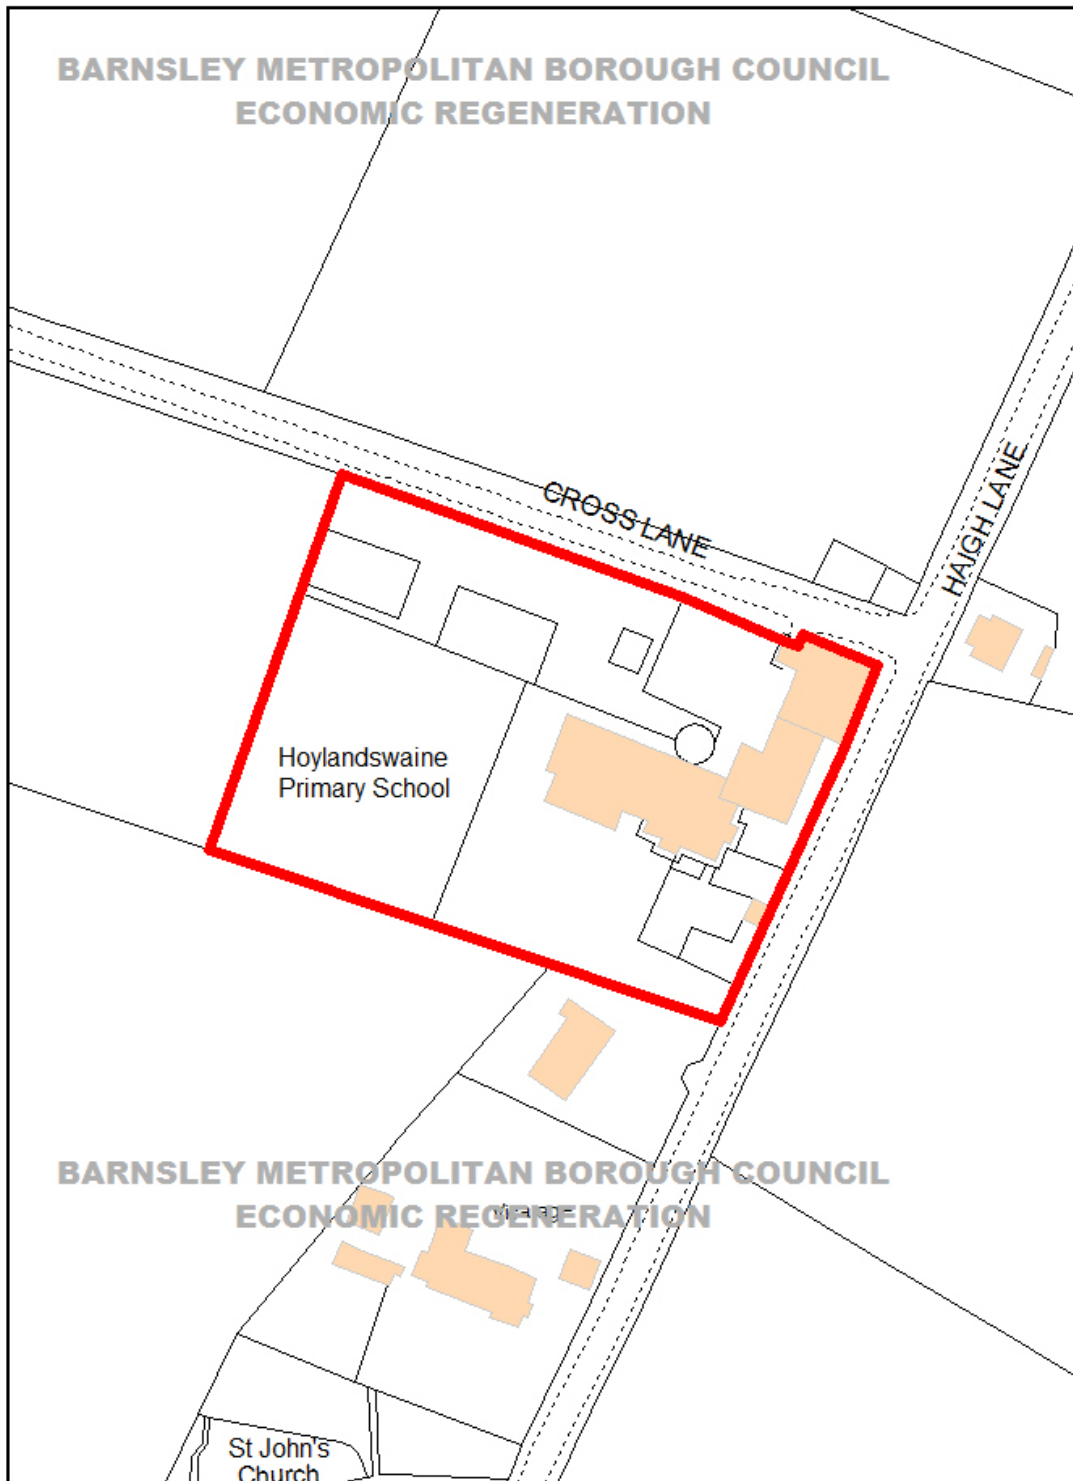 BARNSLEY METROPOLITAN BOROUGH COUNCIL
ECONOMIC REGENERATION
CROSS LANE
HAIGH LANE
Hoylandswaine
Primary School
BARNSLEY METROPOLITAN BOROUGH COUNCIL
ECONOMIC REGENERATION
Vicarage
St John's
Church